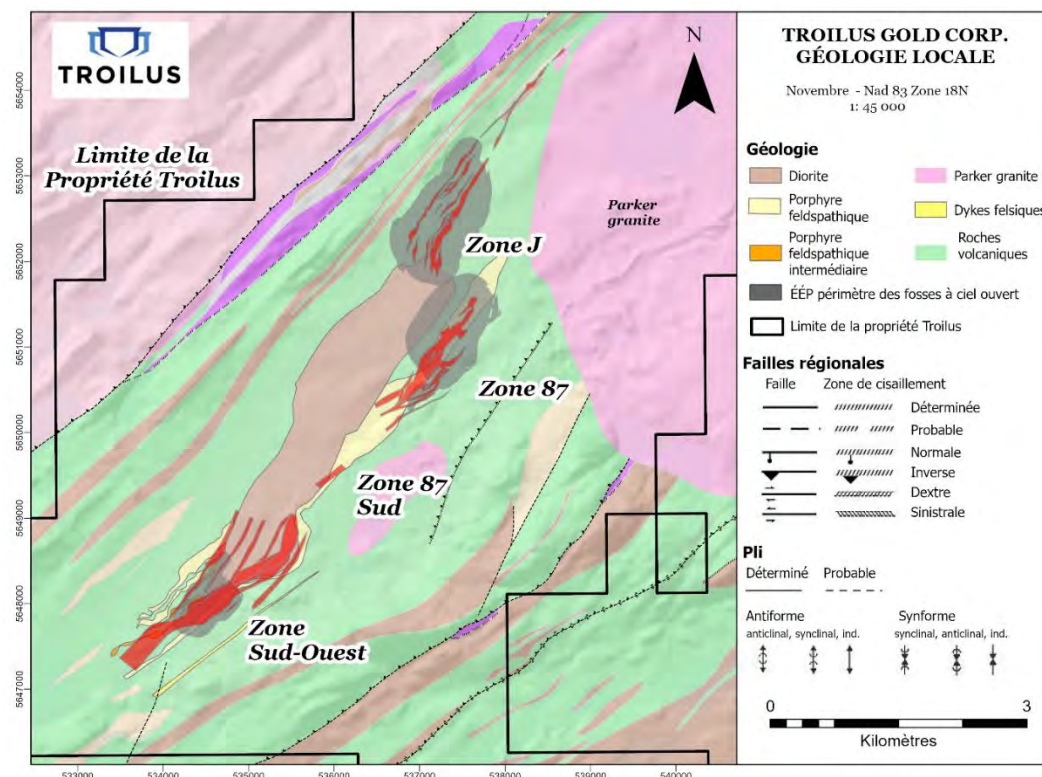 TROILUS
Limite de la
Propriété Troilus
N
Parker
granite
Zone J
Zone 87
Zone 87
Sud
Zone
Sud-Ouest
5654000
5653000
5652000
5651000
5650000
5649000
5648000
5647000
533000
534000
535000
536000
537000
538000
539000
540000
TROILUS GOLD CORP.
GÉOLOGIE LOCALE
Novembre - Nad 83 Zone 18N
1: 45 000
Géologie
Diorite
Parker granite
Porphyre
feldspathique
Dykes felsiques
Porphyre
feldspathique
intermédiaire
Roches
volcaniques
ÉÉP périmètre des fosses à ciel ouvert
Limite de la propriété Troilus
Failles régionales
Faille Zone de cisaillement
Déterminée
Probable
Normale
Inverse
Dextre
Sinistrale
Pli
Déterminé Probable
Antiforme
anticlinal, synclinal, ind.
Synforme
synclinal, anticlinal, ind.
0 3
Kilomètres